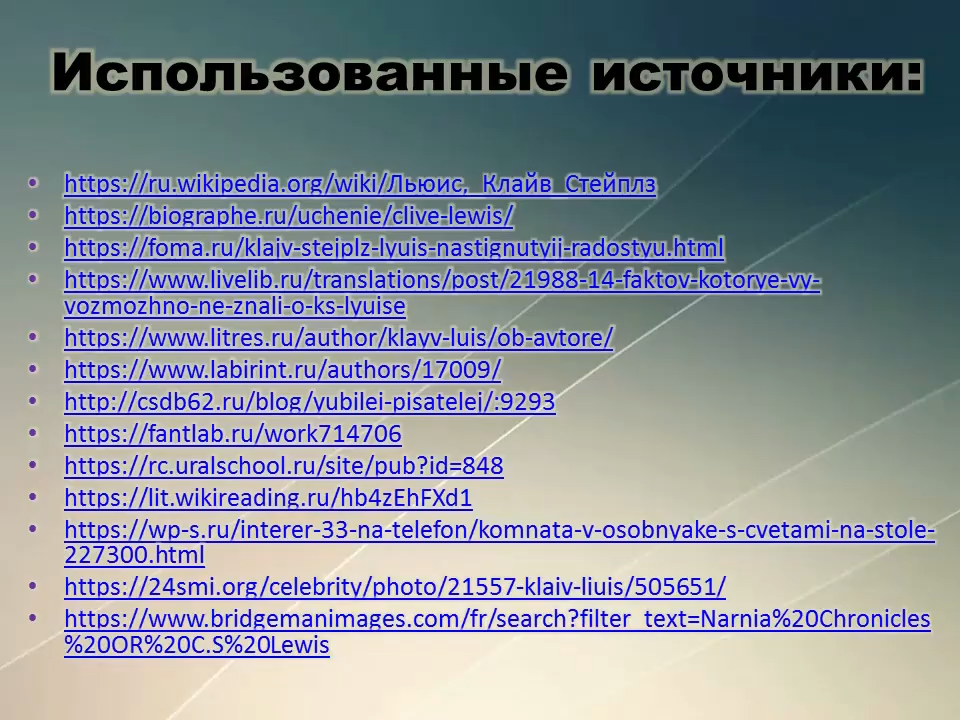 Использованные источники:
• https://ru.wikipedia.org/wiki/Льюис,_Клайв_Стейплз
• https://biographe.ru/uchenie/clive-lewis/
• https://foma.ru/klajv-stejplz-lyuis-nastignutyij-radostyu.html
• https://www.livelib.ru/translations/post/21988-14-faktov-kotorye-vy-
vozmozhno-ne-znali-o-ks-lyuise
• https://www.litres.ru/author/klayv-luis/ob-avtore/
• https://www.labirint.ru/authors/17009/
• http://csdb62.ru/blog/yubilei-pisatelej/:9293
• https://fantlab.ru/work714706
• https://rc.uralschool.ru/site/pub?id=848
• https://lit.wikireading.ru/hb4zEhFXd1
• https://wp-s.ru/interer-33-na-telefon/komnata-v-osobnyake-s-cvetami-na-stole-
227300.html
• https://24smi.org/celebrity/photo/21557-klaiv-liuis/505651/
• https://www.bridgemanimages.com/fr/search?filter_text=Narnia%20Chronicles
%20OR%20C.S%20Lewis